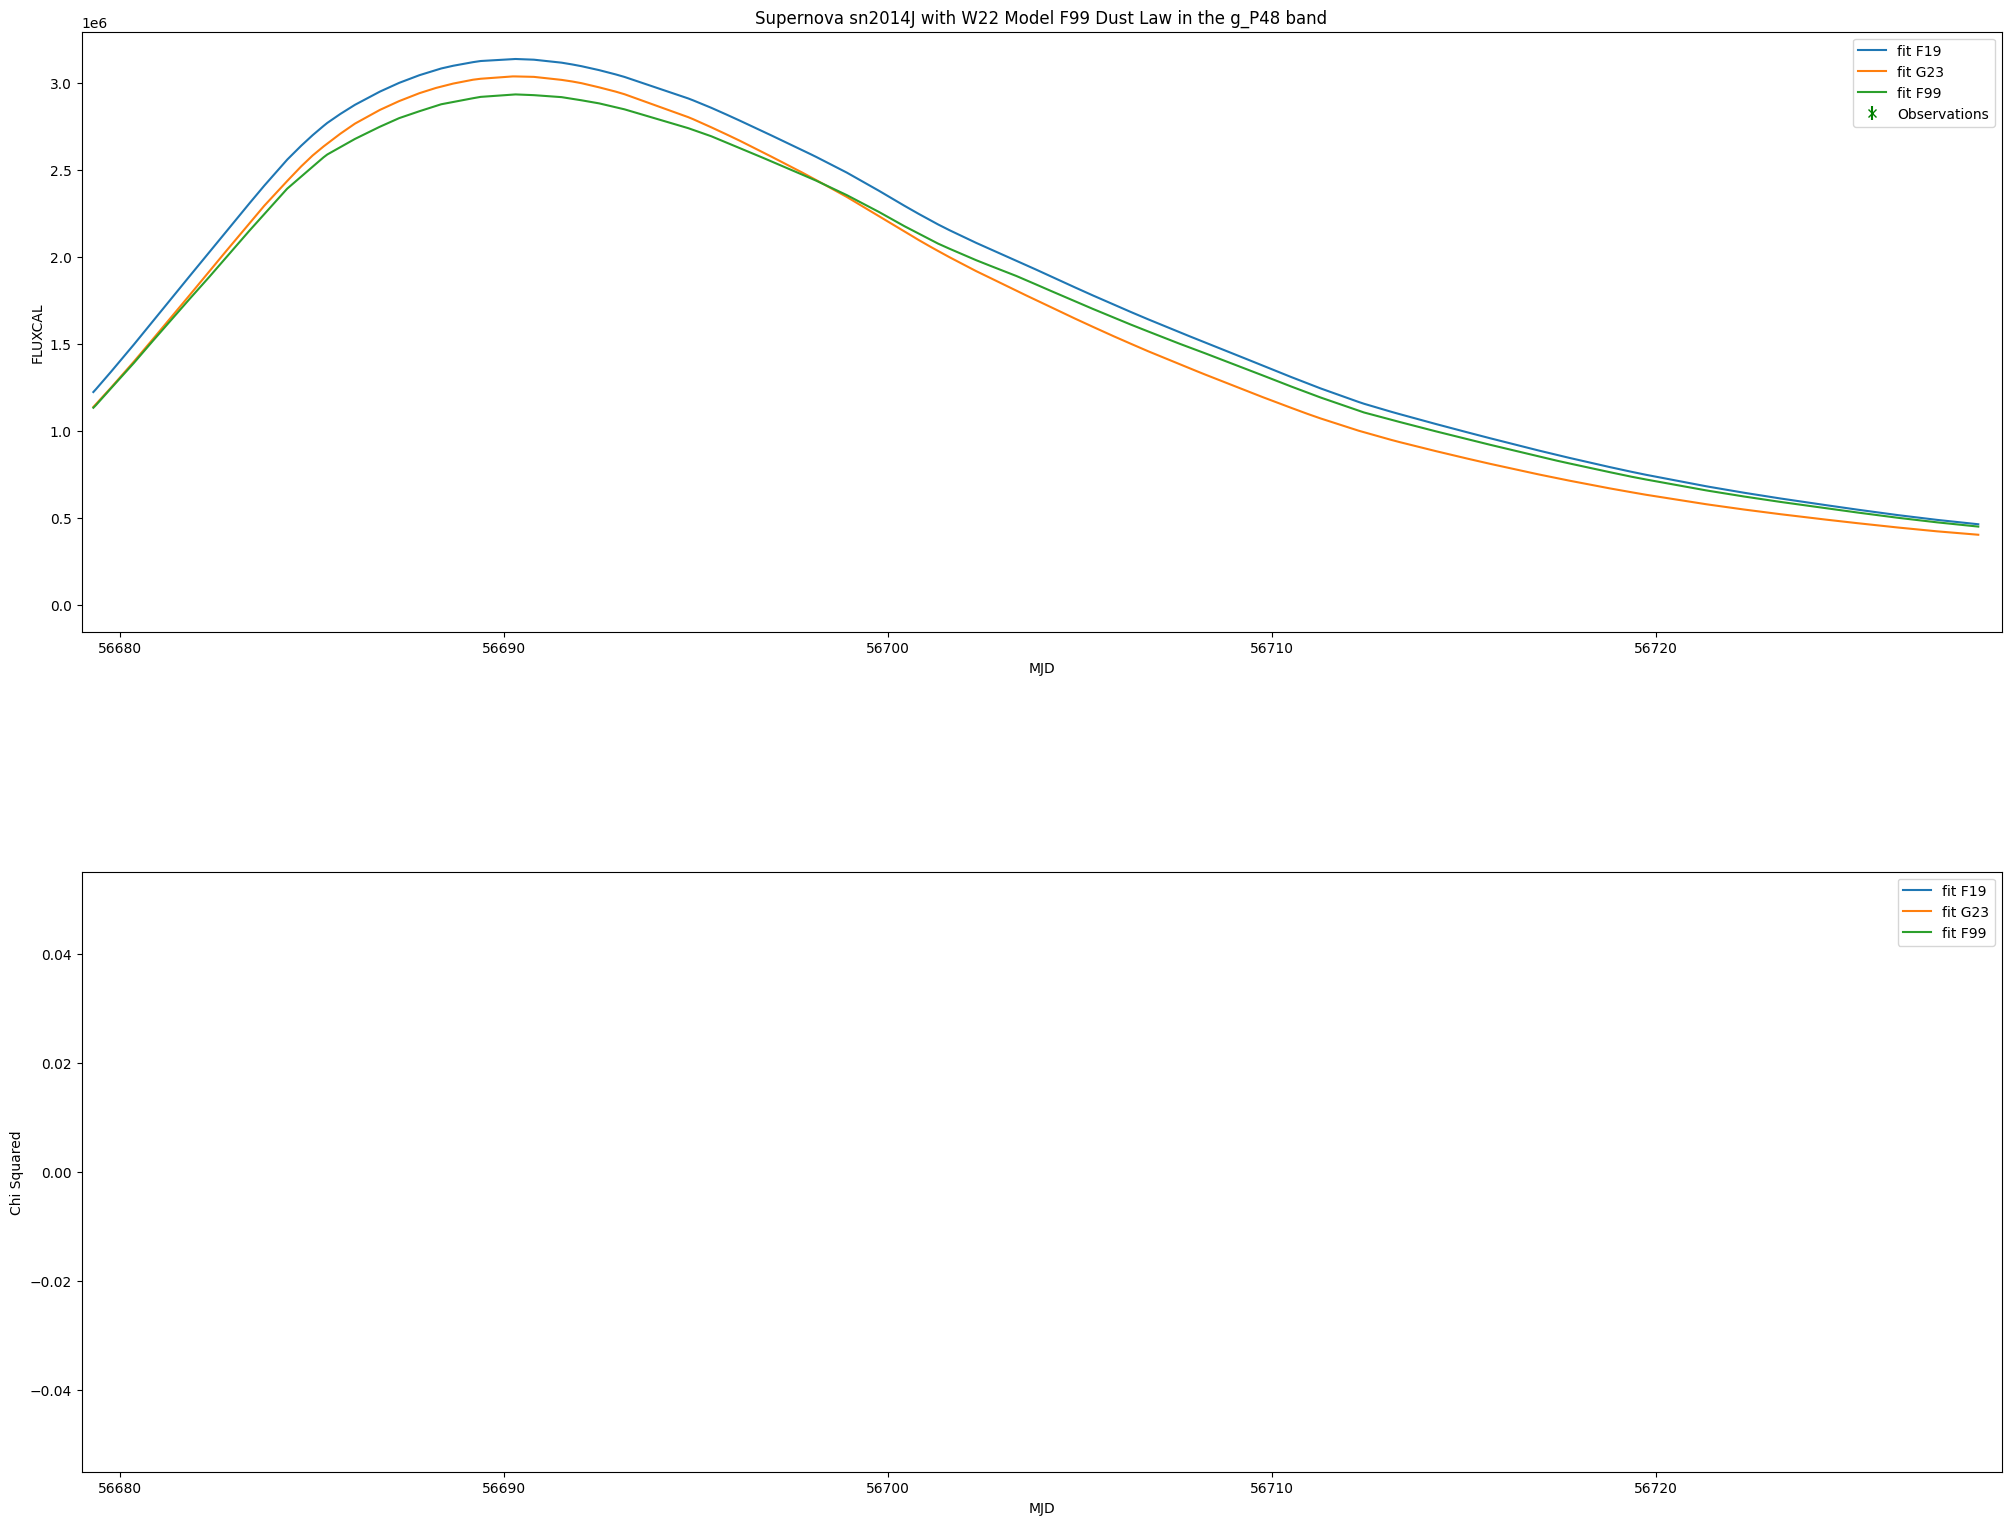 Supernova sn2014J with W22 Model F99 Dust Law in the g_P48 band
1e6
fit F19
fit G23
fit F99
Observations
3.0
2.5
2.0
1.5
1.0
0.5
0.0
FLUXCAL
56680 56690 56700 56710 56720
MJD
fit F19
fit G23
fit F99
0.04
0.02
0.00
−0.02
−0.04
Chi Squared
56680 56690 56700 56710 56720
MJD